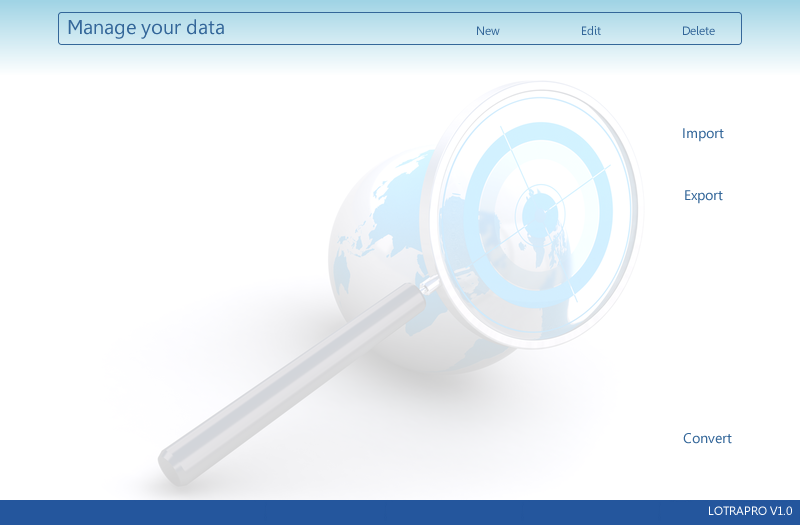 Manage your data New Edit Delete
Import
Export
Convert
LOTRAPRO V1.0